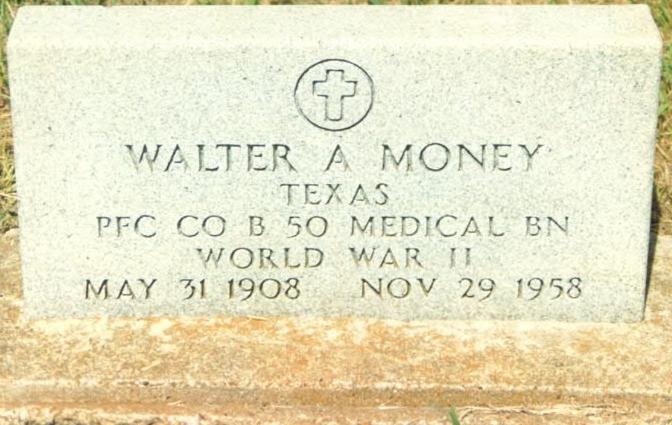 WALTER A MONEY
TEXAS
PFC CO B 50 MEDICAL BN
WORLD WAR II
MAY 31 1908 NOV 29 1958